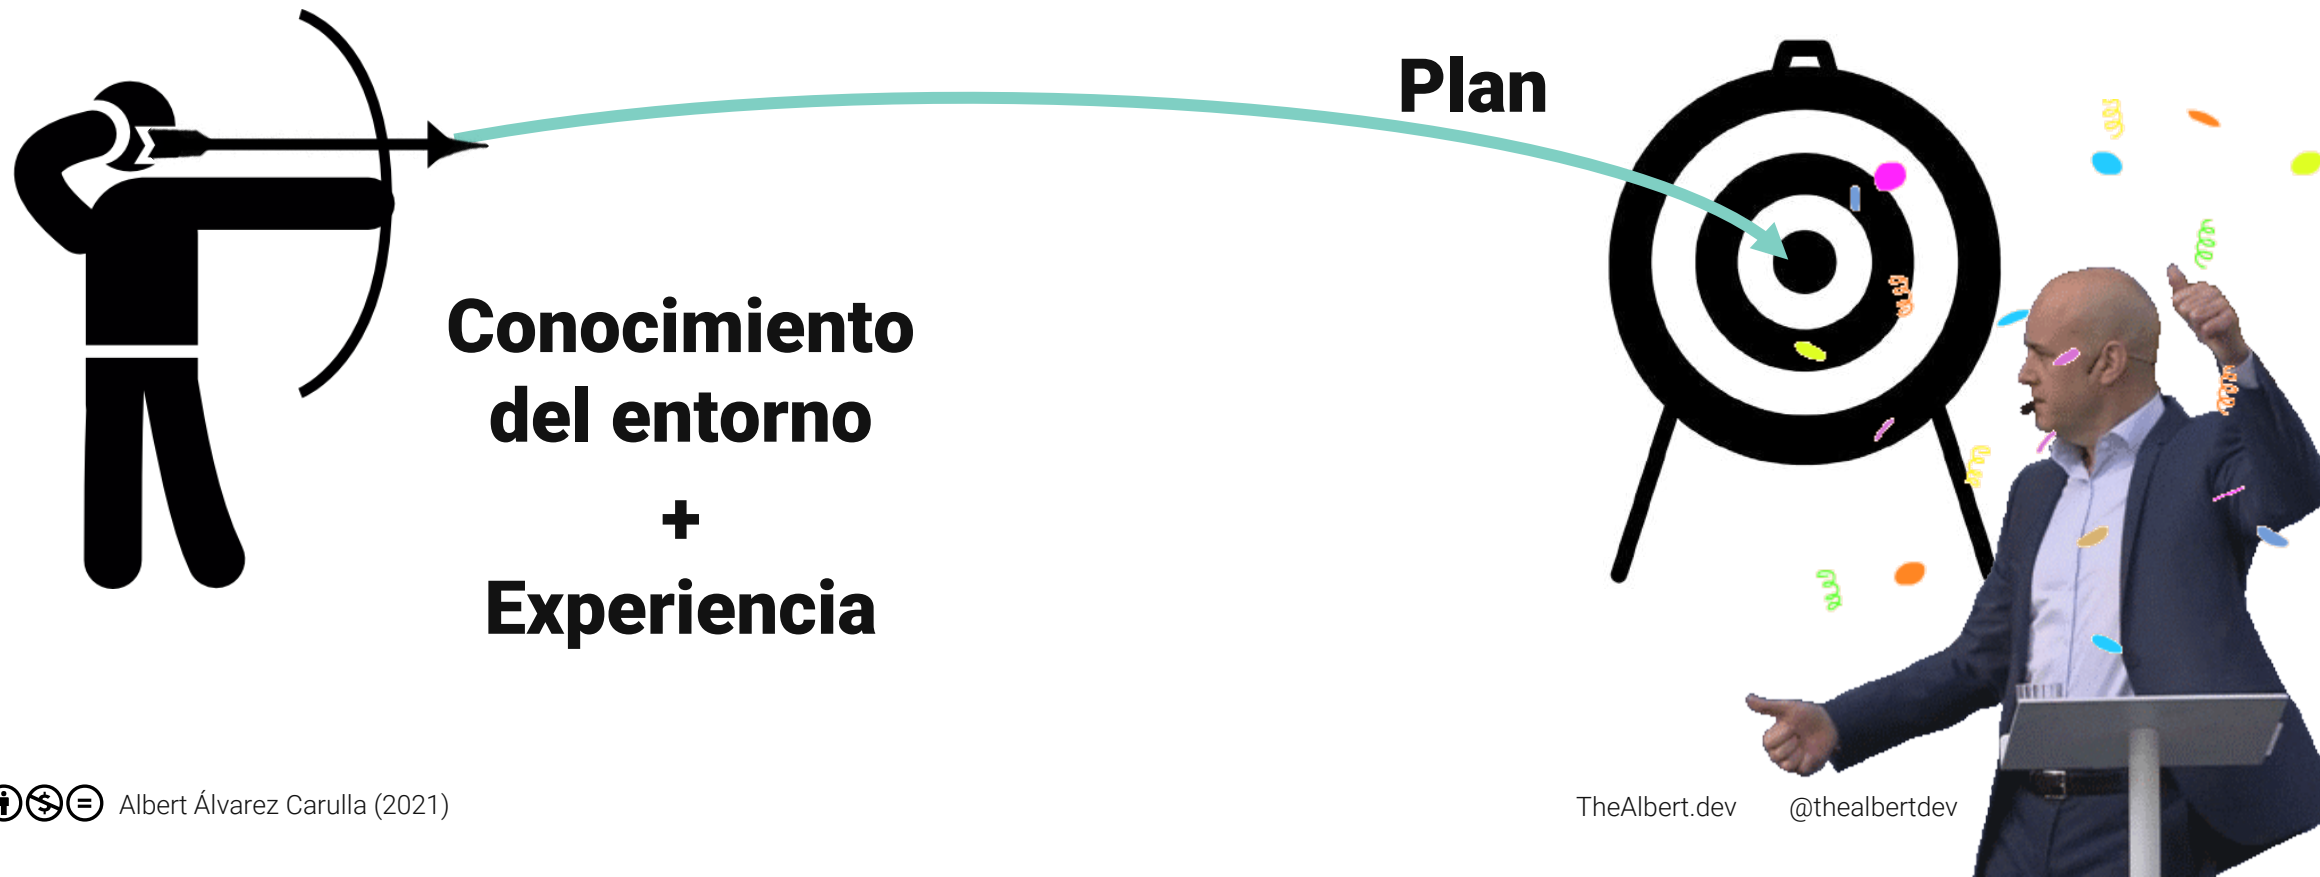 Plan
Conocimiento
del entorno
+
Experiencia
Albert Álvarez Carulla (2021)
TheAlbert.dev
@thealbertdev